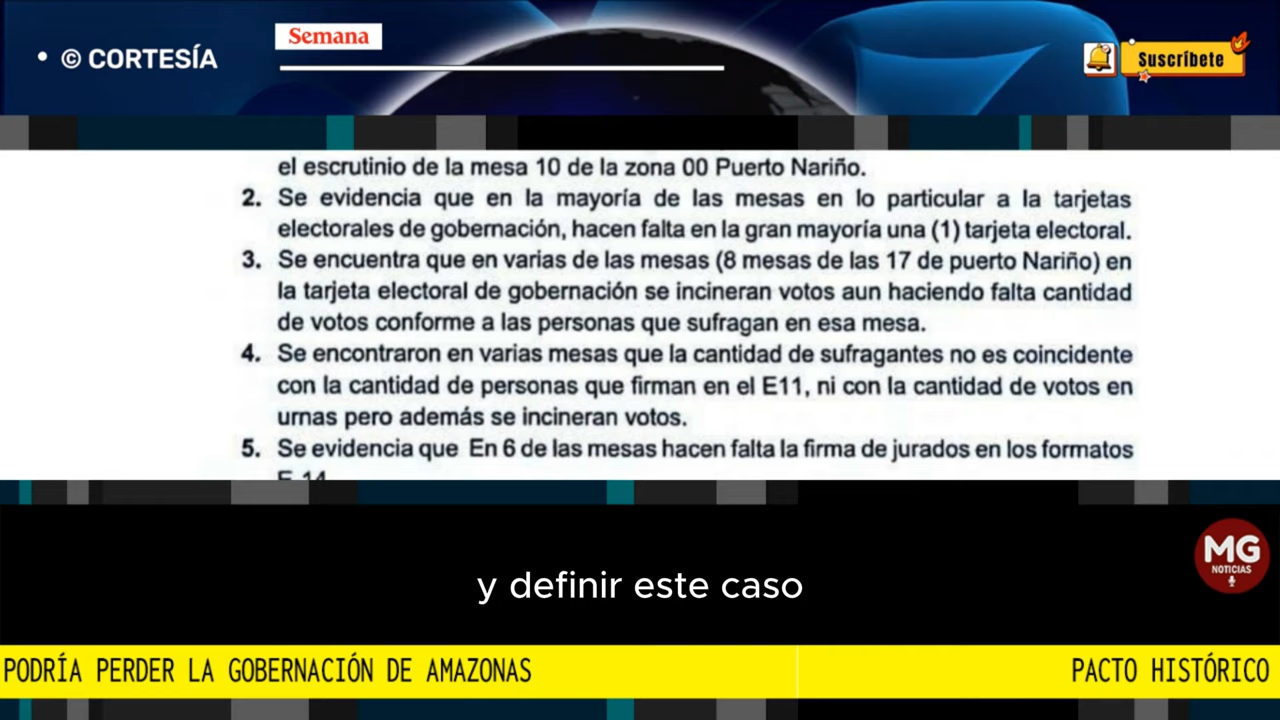 • © CORTESÍA
Semana
Suscríbete
el escrutinio de la mesa 10 de la zona 00 Puerto Nariño.
2. Se evidencia que en la mayoría de las mesas en lo particular a la tarjetas
electorales de gobernación, hacen falta en la gran mayoría una (1) tarjeta electoral.
3. Se encuentra que en varias de las mesas (8 mesas de las 17 de puerto Nariño) en
la tarjeta electoral de gobernación se incineran votos aun haciendo falta cantidad
de votos conforme a las personas que sufragan en esa mesa.
4. Se encontraron en varias mesas que la cantidad de sufragantes no es coincidente
con la cantidad de personas que firman en el E11, ni con la cantidad de votos en
urnas pero además se incineran votos.
5. Se evidencia que En 6 de las mesas hacen falta la firma de jurados en los formatos
E-14
MG
NOTICIAS
y definir este caso
PODRÍA PERDER LA GOBERNACIÓN DE AMAZONAS
PACTO HISTÓRICO